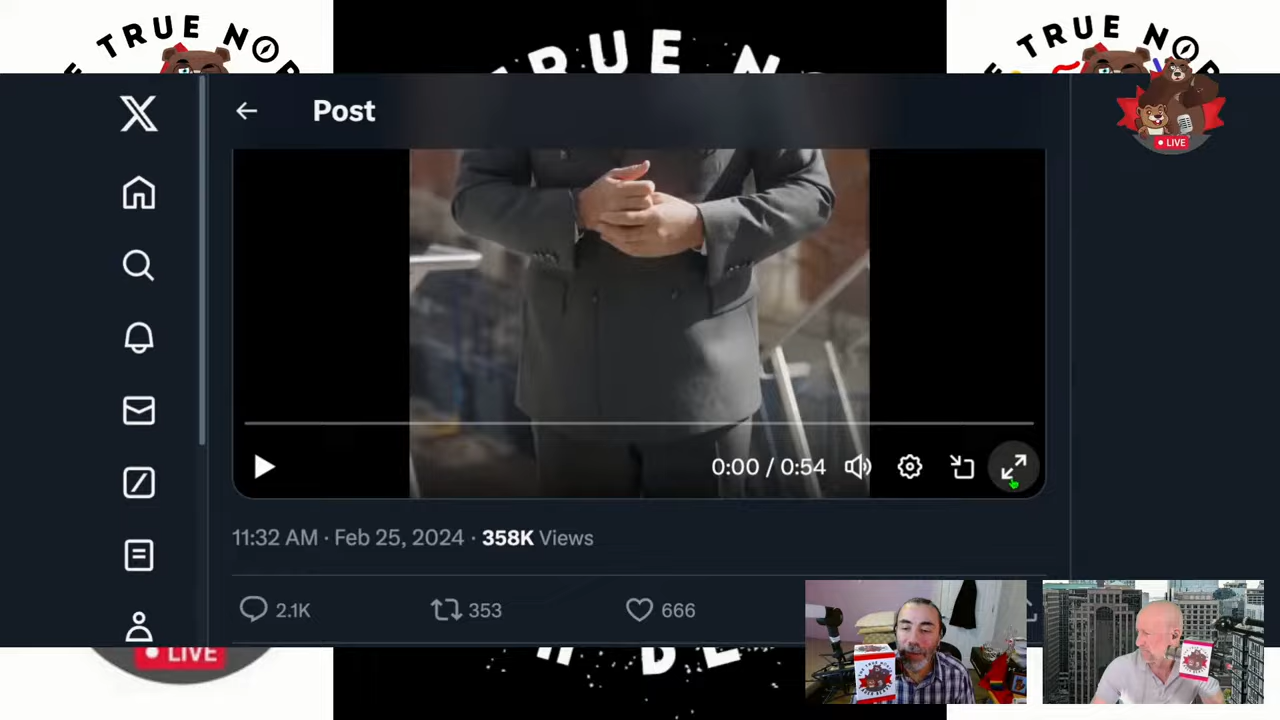 TRUE NO
TRUE N
TRUE NO
LIVE
Post
0:00 / 0:54
11:32 AM · Feb 25, 2024 · 358K Views
2.1K
353
666
LIVE